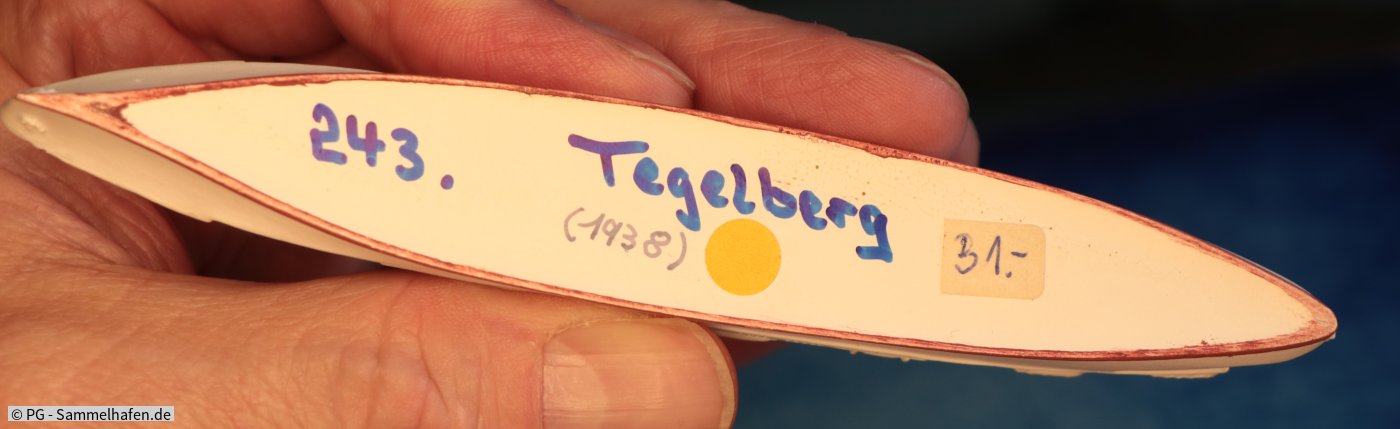 243. Tegelberg
(1938)
31.-
© PG - Sammelhafen.de